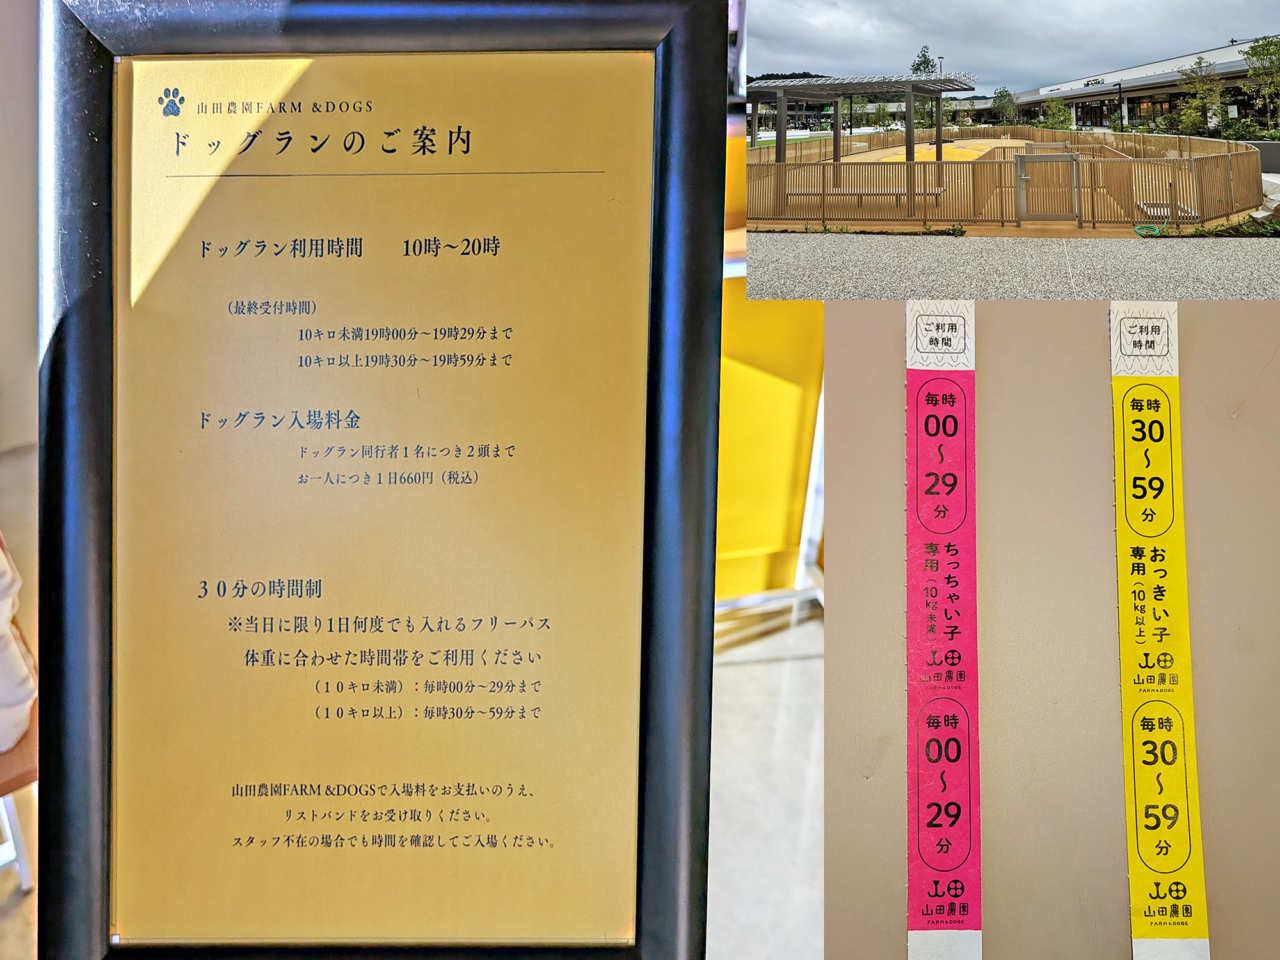 山田農園FARM &DOGS
ドッグランのご案内
ドッグラン利用時間　10時～20時
（最終受付時間）
10キロ未満19時00分～19時29分まで
10キロ以上19時30分～19時59分まで
ドッグラン入場料金
ドッグラン同行者１名につき２頭まで
お一人につき１日660円（税込）
３０分の時間制
※当日に限り1日何度でも入れるフリーパス
体重に合わせた時間帯をご利用ください
（１０キロ未満）：毎時00分～29分まで
（１０キロ以上）：毎時30分～59分まで
山田農園FARM &DOGSで入場料をお支払いのうえ、
リストバンドをお受け取りください。
スタッフ不在の場合でも時間を確認してご入場ください。
ご利用
時間
毎時
00
～
29
分
ちっちゃい子
専用（10kg未満）
山田農園
FARM&DOGS
毎時
00
～
29
分
山田農園
FARM&DOGS
ご利用
時間
毎時
30
～
59
分
おっきい子
専用（10kg以上）
山田農園
FARM&DOGS
毎時
30
～
59
分
山田農園
FARM&DOGS